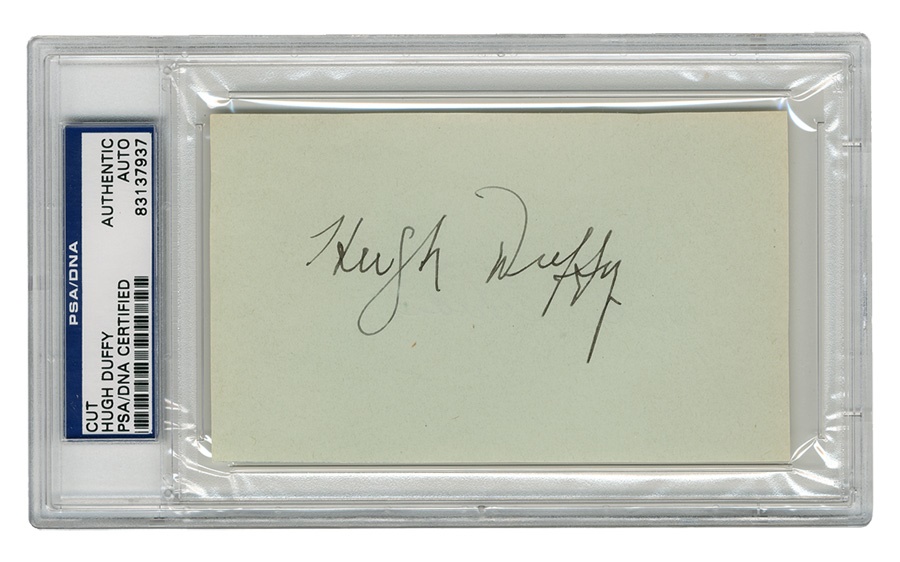 PSA/DNA
CUT
HUGH DUFFY
PSA/DNA CERTIFIED
AUTHENTIC
AUTO
83137937
Hugh Duffy